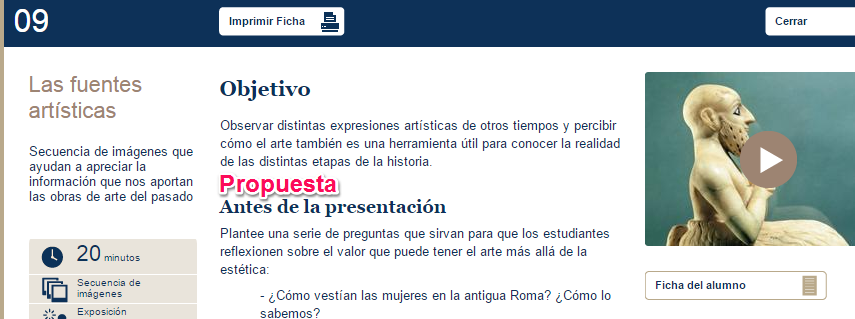 09
Imprimir Ficha
Cerrar
Las fuentes
artísticas
Secuencia de imágenes que
ayudan a apreciar la
información que nos aportan
las obras de arte del pasado
20 minutos
Secuencia de
imágenes
Exposición
Objetivo
Observar distintas expresiones artísticas de otros tiempos y percibir
cómo el arte también es una herramienta útil para conocer la realidad
de las distintas etapas de la historia.
Propuesta
Antes de la presentación
Plantee una serie de preguntas que sirvan para que los estudiantes
reflexionen sobre el valor que puede tener el arte más allá de la
estética:
- ¿Cómo vestían las mujeres en la antigua Roma? ¿Cómo lo
sabemos?
Ficha del alumno